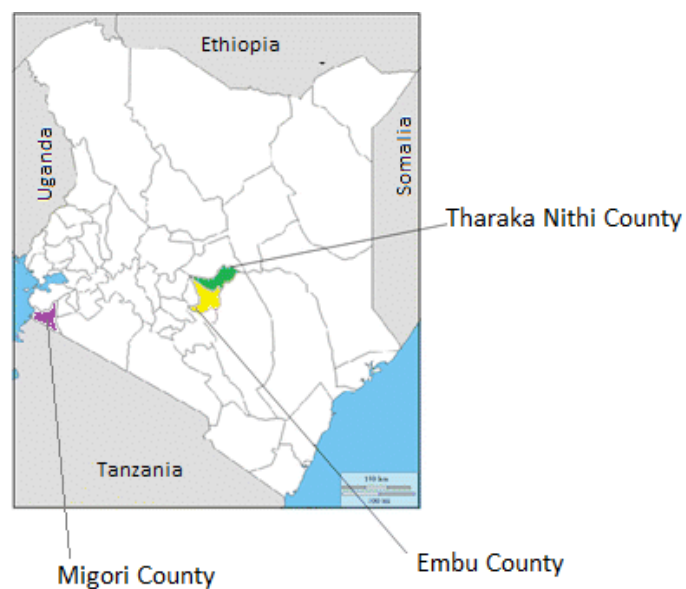 Ethiopia
Uganda
Somalia
Tharaka Nithi County
Tanzania
Embu County
Migori County